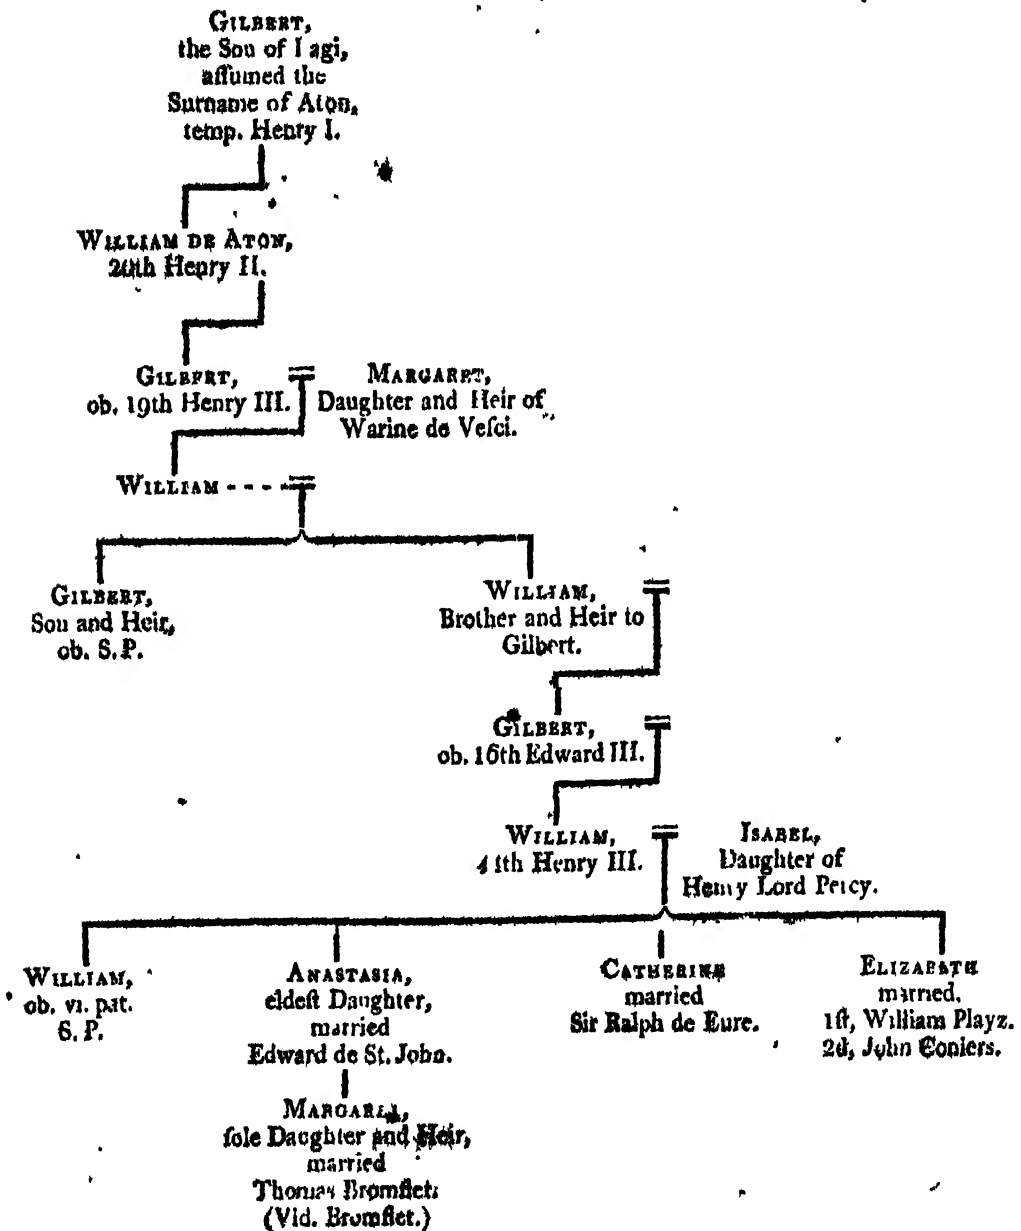 GILBERT,
the Son of Iagi,
aſſumed the
Surname of Aton,
temp. Henry I.
WILLIAM DE ATON,
20th Henry II.
GILBERT,
ob. 19th Henry III.
MARGARET,
Daughter and Heir of
Warine de Veſci.
WILLIAM - - - -
GILBERT,
Son and Heir,
ob. S.P.
WILLIAM,
Brother and Heir to
Gilbert.
GILBERT,
ob. 16th Edward III.
WILLIAM,
44th Henry III.
ISABEL,
Daughter of
Henry Lord Percy.
WILLIAM,
ob. vi. pat.
S. P.
ANASTASIA,
eldeſt Daughter,
married
Edward de St. John.
MARGARET,
ſole Daughter and Heir,
married
Thomas Bromflet.
(Vid. Bromflet.)
CATHERINE
married
Sir Ralph de Eure.
ELIZABETH
married.
1ſt, William Playz.
2d, John Coniers.